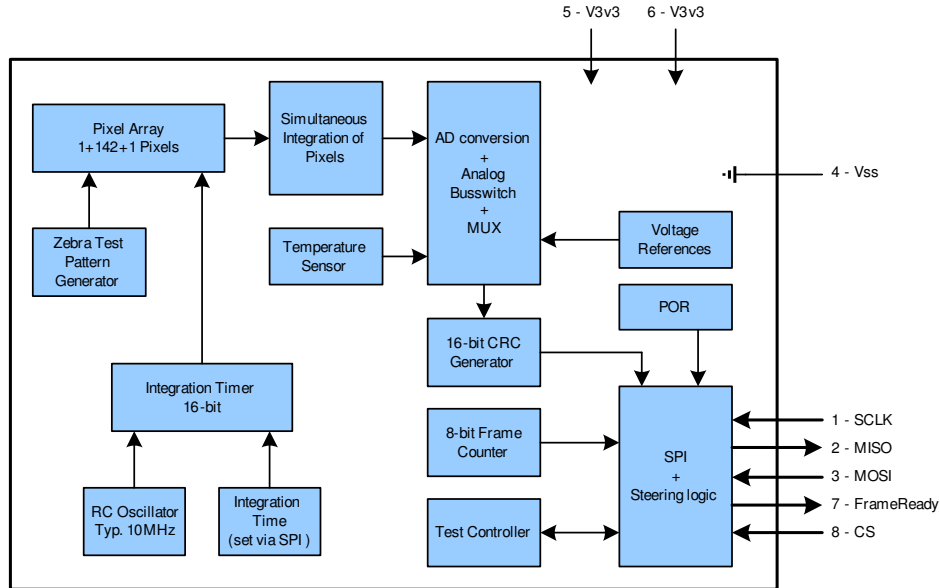 5 - V3v3
6 - V3v3
Pixel Array
1+142+1 Pixels
Simultaneous
Integration of
Pixels
AD conversion
+
Analog
Busswitch
+
MUX
4 - Vss
Zebra Test
Pattern
Generator
Temperature
Sensor
Voltage
References
POR
16-bit CRC
Generator
Integration Timer
16-bit
8-bit Frame
Counter
SPI
+
Steering logic
1 - SCLK
2 - MISO
3 - MOSI
7 - FrameReady
8 - CS
RC Oscillator
Typ. 10MHz
Integration
Time
(set via SPI )
Test Controller